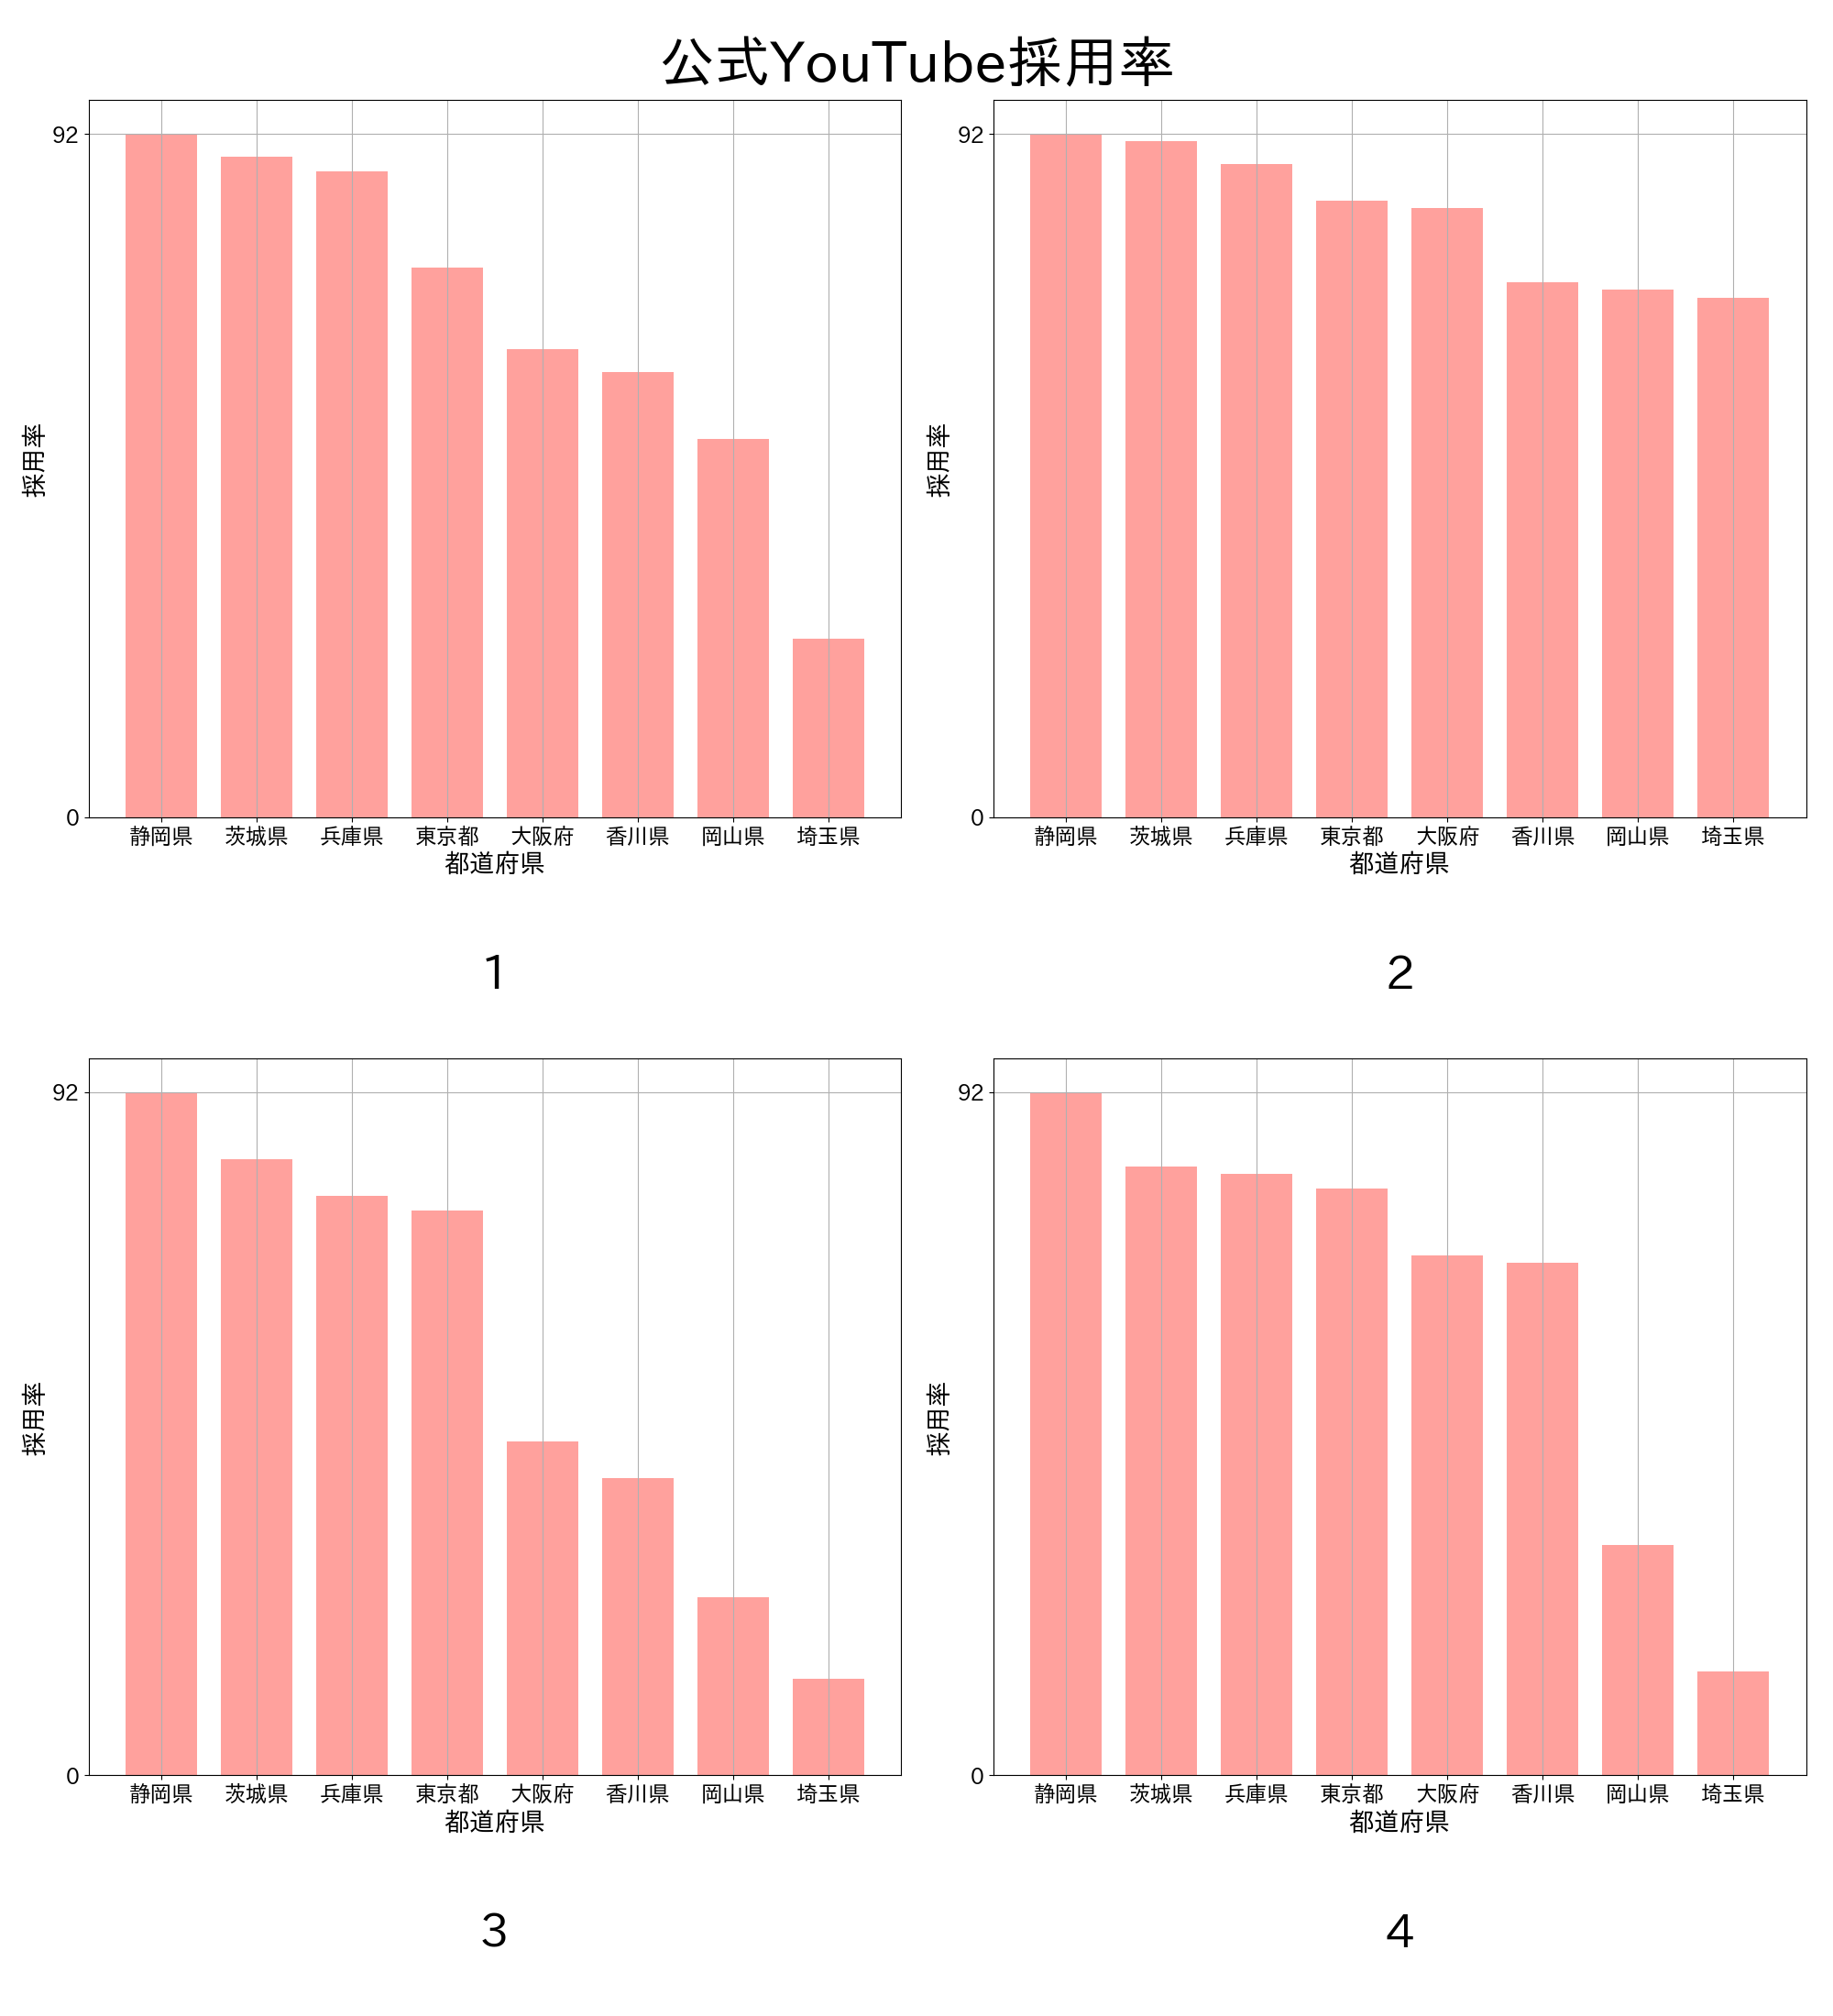 公式YouTube採用率
92
0
採用率
静岡県 茨城県 兵庫県 東京都 大阪府 香川県 岡山県 埼玉県
都道府県
1
92
0
採用率
静岡県 茨城県 兵庫県 東京都 大阪府 香川県 岡山県 埼玉県
都道府県
2
92
0
採用率
静岡県 茨城県 兵庫県 東京都 大阪府 香川県 岡山県 埼玉県
都道府県
3
92
0
採用率
静岡県 茨城県 兵庫県 東京都 大阪府 香川県 岡山県 埼玉県
都道府県
4